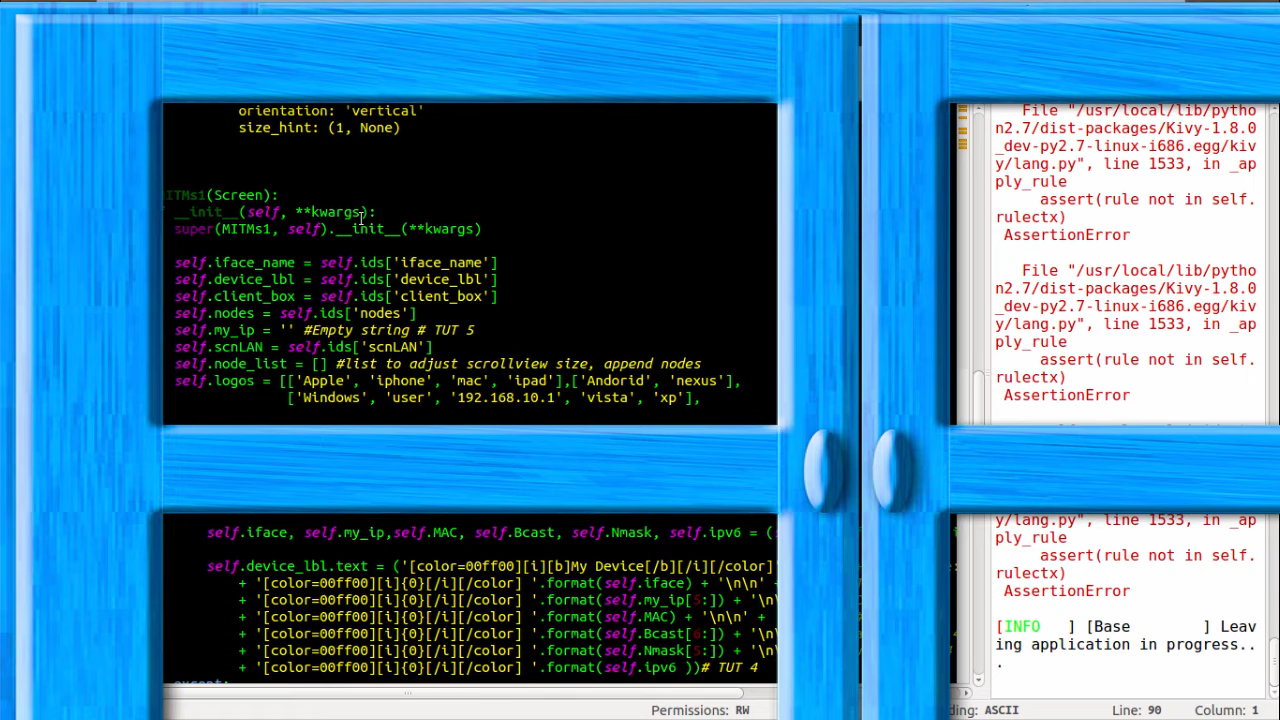 orientation: 'vertical'
size_hint: (1, None)
MITMs1(Screen):
__init__(self, **kwargs):
super(MITMs1, self).__init__(**kwargs)
self.iface_name = self.ids['iface_name']
self.device_lbl = self.ids['device_lbl']
self.client_box = self.ids['client_box']
self.nodes = self.ids['nodes']
self.my_ip = '' #Empty string # TUT 5
self.scnLAN = self.ids['scnLAN']
self.node_list = [] #list to adjust scrollview size, append nodes
self.logos = [['Apple', 'iphone', 'mac', 'ipad'],['Andorid', 'nexus'],
['Windows', 'user', '192.168.10.1', 'vista', 'xp'],
self.iface, self.my_ip,self.MAC, self.Bcast, self.Nmask, self.ipv6 = (
self.device_lbl.text = ('[color=00ff00][i][b]My Device[/b][/i][/color]'
+ '[color=00ff00][i]{0}[/i][/color] '.format(self.iface) + '\n\n' +
+ '[color=00ff00][i]{0}[/i][/color] '.format(self.my_ip[5:]) + '\n\
+ '[color=00ff00][i]{0}[/i][/color] '.format(self.MAC) + '\n\n' +
+ '[color=00ff00][i]{0}[/i][/color] '.format(self.Bcast[6:]) + '\n\
+ '[color=00ff00][i]{0}[/i][/color] '.format(self.Nmask[5:]) + '\n\
+ '[color=00ff00][i]{0}[/i][/color] '.format(self.ipv6 ))# TUT 4
File "/usr/local/lib/pytho
n2.7/dist-packages/Kivy-1.8.0
_dev-py2.7-linux-i686.egg/kiv
y/lang.py", line 1533, in _ap
ply_rule
assert(rule not in self.
rulectx)
AssertionError
File "/usr/local/lib/pytho
n2.7/dist-packages/Kivy-1.8.0
_dev-py2.7-linux-i686.egg/kiv
y/lang.py", line 1533, in _ap
ply_rule
assert(rule not in self.
rulectx)
AssertionError
y/lang.py", line 1533, in _ap
ply_rule
assert(rule not in self.
rulectx)
AssertionError
[INFO ] [Base ] Leav
ing application in progress..
.
Permissions: RW
ding: ASCII
Line: 90
Column: 1